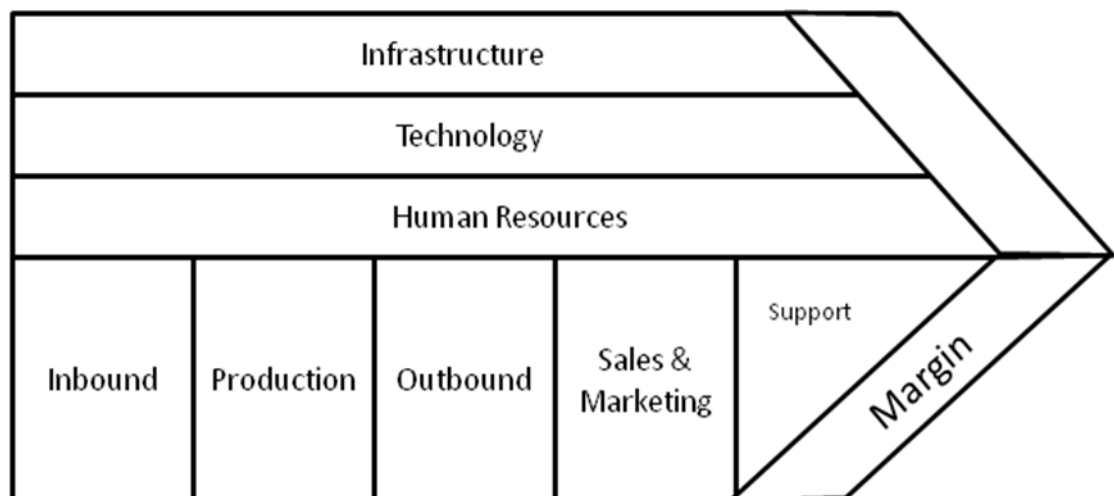 Infrastructure
Technology
Human Resources
Inbound
Production
Outbound
Sales &
Marketing
Support
Margin